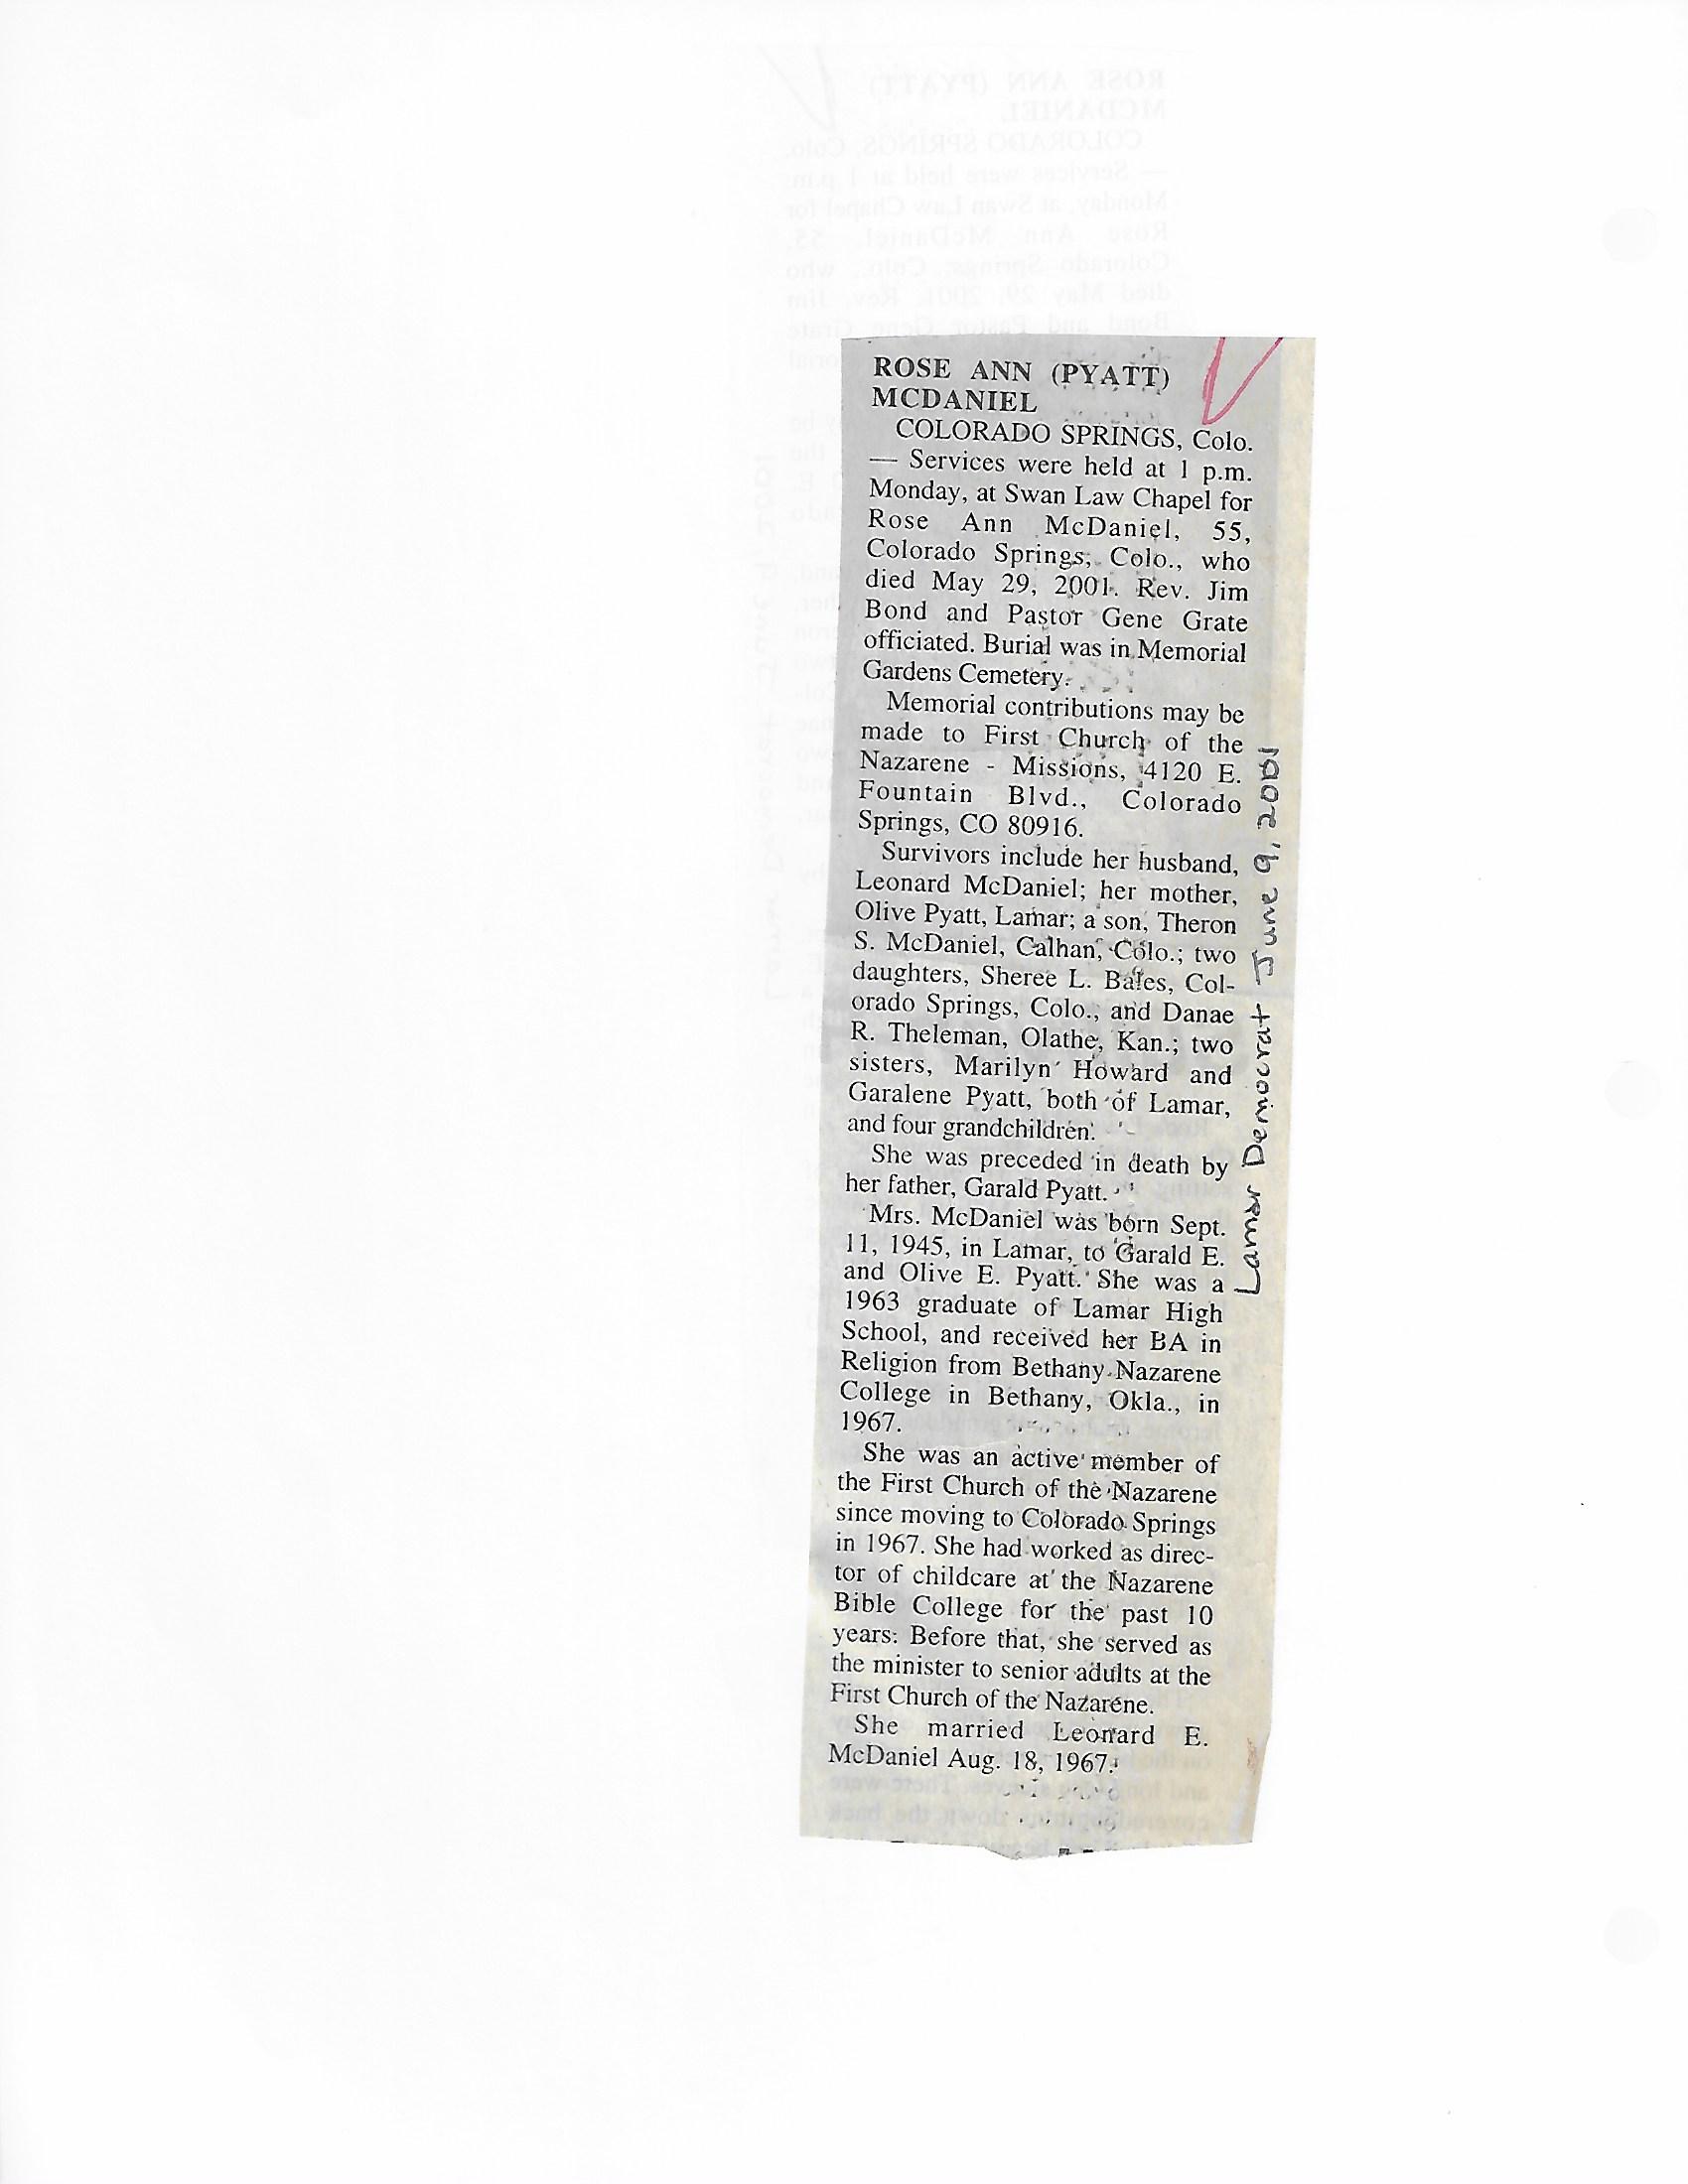 ROSE ANN (PYATT)
MCDANIEL
COLORADO SPRINGS, Colo.
— Services were held at 1 p.m.
Monday, at Swan Law Chapel for
Rose Ann McDaniel, 55,
Colorado Springs, Colo., who
died May 29, 2001. Rev. Jim
Bond and Pastor Gene Grate
officiated. Burial was in Memorial
Gardens Cemetery.
Memorial contributions may be
made to First Church of the
Nazarene - Missions, 4120 E.
Fountain Blvd., Colorado
Springs, CO 80916.
Survivors include her husband,
Leonard McDaniel; her mother,
Olive Pyatt, Lamar; a son, Theron
S. McDaniel, Calhan, Colo.; two
daughters, Sheree L. Bates, Col-
orado Springs, Colo., and Danae
R. Theleman, Olathe, Kan.; two
sisters, Marilyn Howard and
Garalene Pyatt, both of Lamar,
and four grandchildren.
She was preceded in death by
her father, Garald Pyatt.
Mrs. McDaniel was born Sept.
11, 1945, in Lamar, to Garald E.
and Olive E. Pyatt. She was a
1963 graduate of Lamar High
School, and received her BA in
Religion from Bethany Nazarene
College in Bethany, Okla., in
1967.
She was an active member of
the First Church of the Nazarene
since moving to Colorado Springs
in 1967. She had worked as direc-
tor of childcare at the Nazarene
Bible College for the past 10
years. Before that, she served as
the minister to senior adults at the
First Church of the Nazarene.
She married Leonard E.
McDaniel Aug. 18, 1967.
Lamar Democrat June 9, 2001